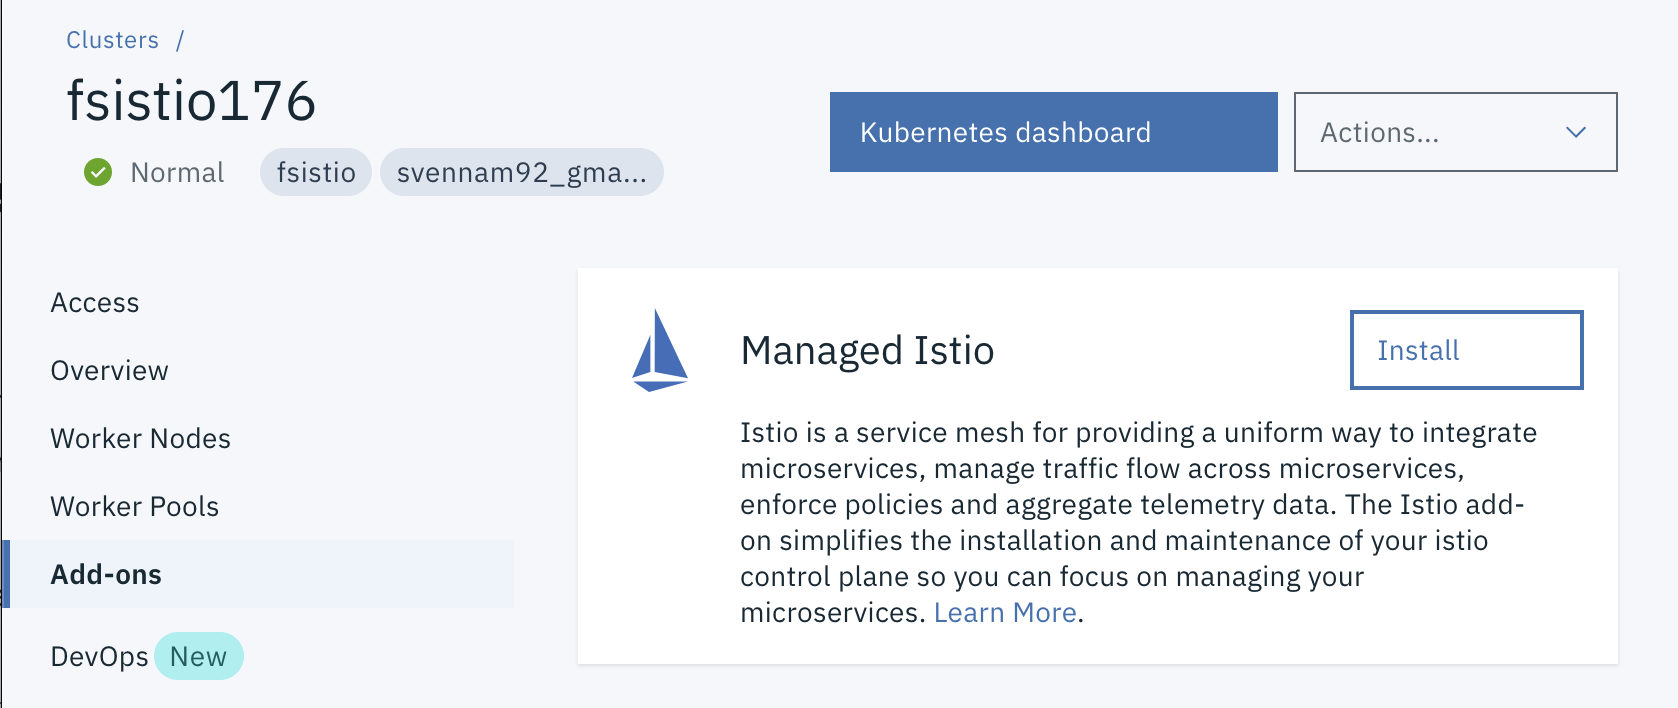 Clusters /
fsistio176
Kubernetes dashboard
Actions...
Normal
fsistio
svennam92_gma...
Access
Overview
Worker Nodes
Worker Pools
Add-ons
DevOps New
Managed Istio
Install
Istio is a service mesh for providing a uniform way to integrate
microservices, manage traffic flow across microservices,
enforce policies and aggregate telemetry data. The Istio add-
on simplifies the installation and maintenance of your istio
control plane so you can focus on managing your
microservices. Learn More.